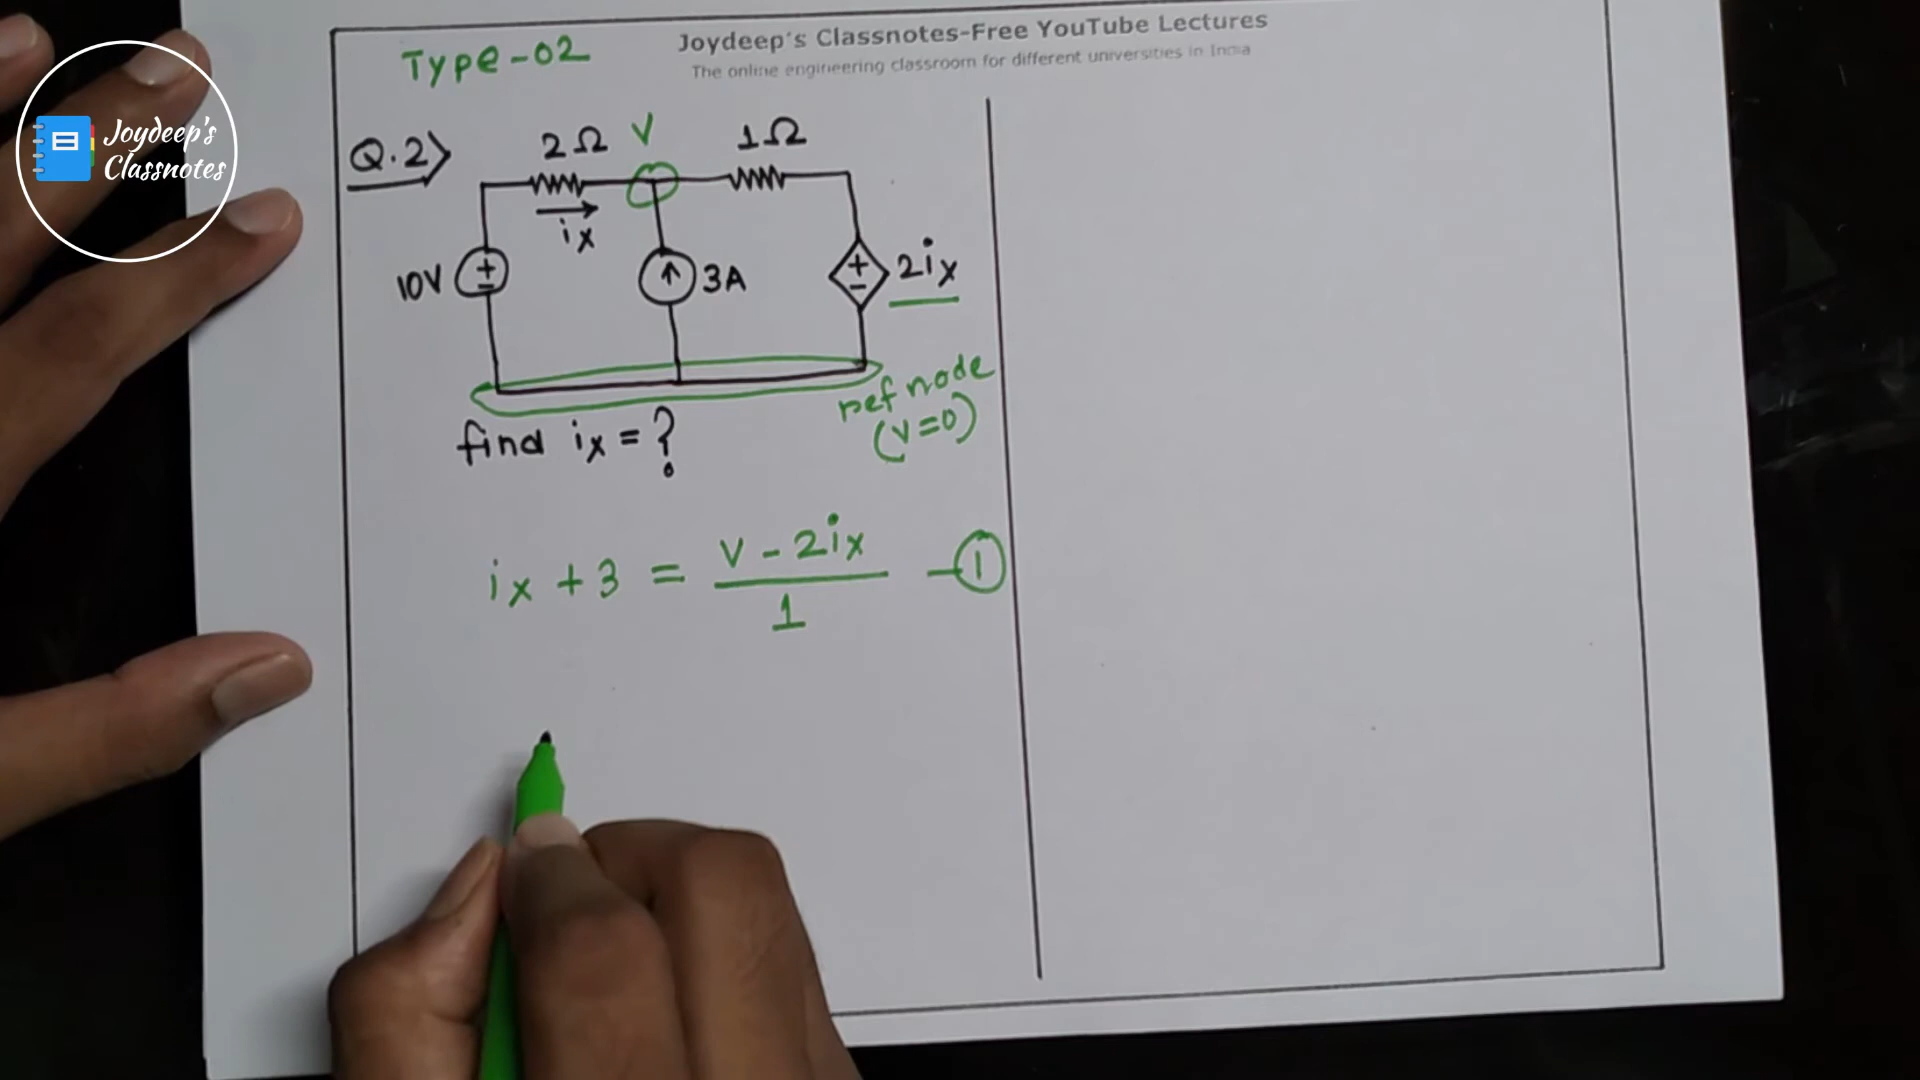 Joydeep's Classnotes-Free YouTube Lectures
The online engineering classroom for different universities in India
Type-02
Joydeep's
Classnotes
Q.2)
2Ω
V
1Ω
ix
10V
+
-
↑
3A
+
-
2ix
ref node
(V=0)
find ix = ?
ix + 3 = (V - 2ix)/1 - ①